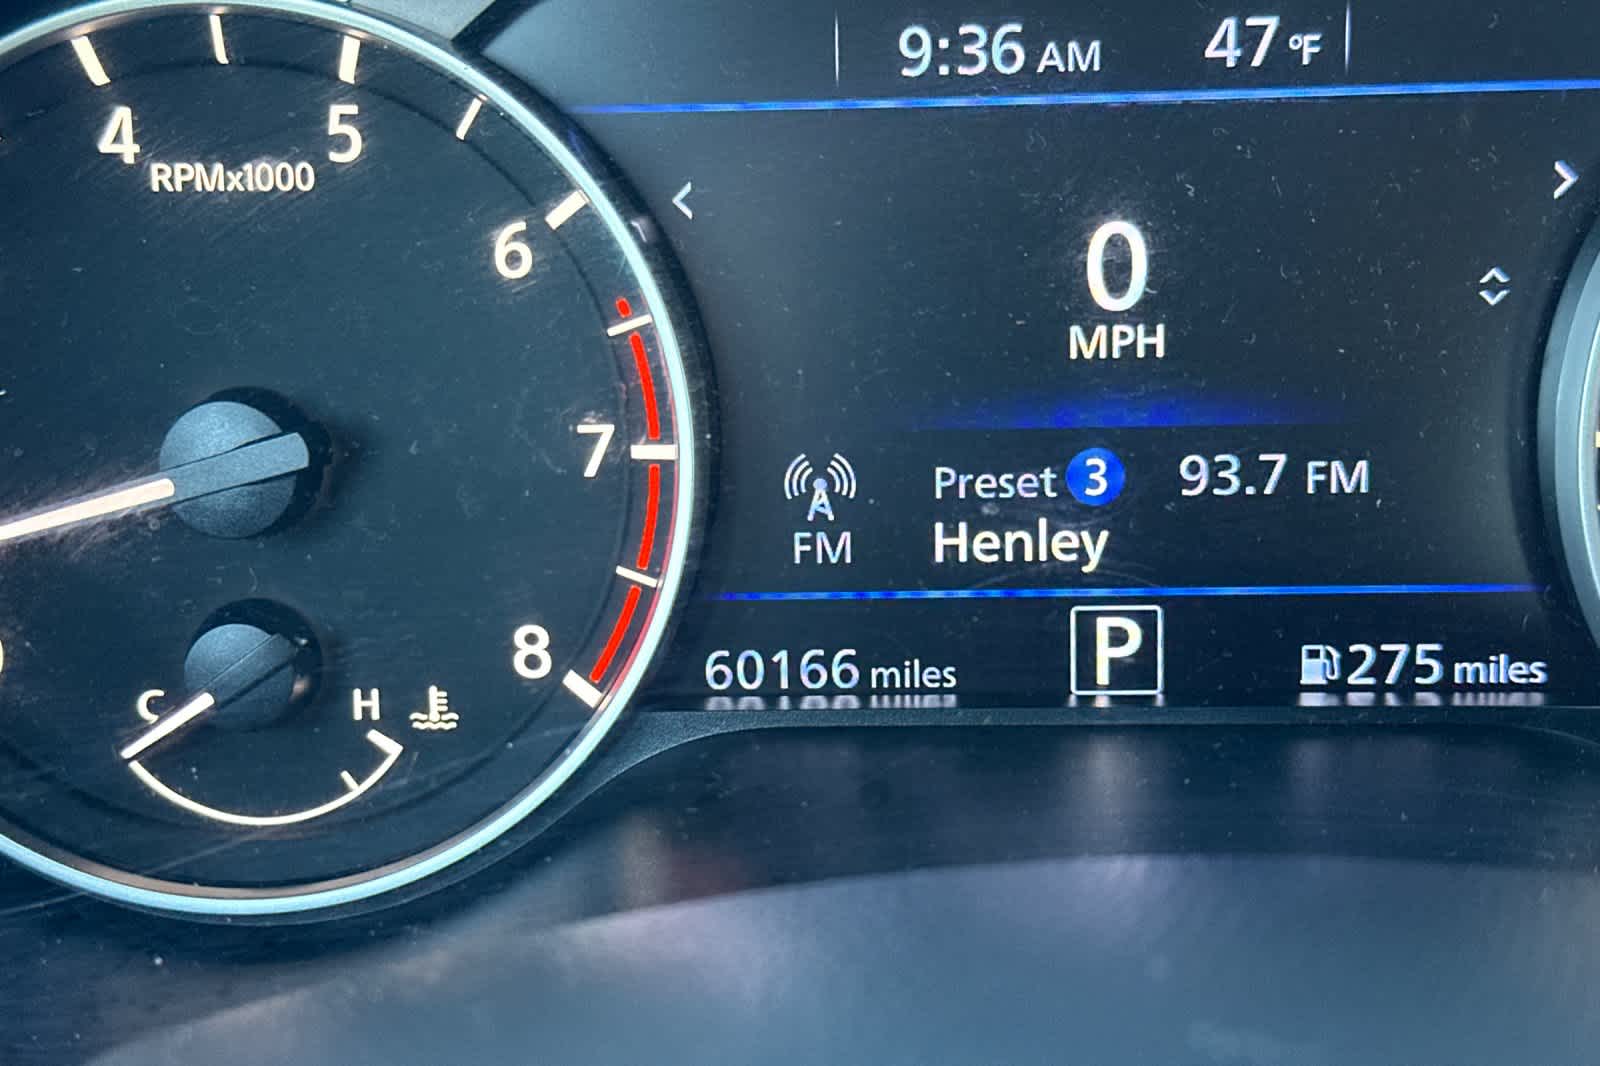 9:36 AM 47 °F
4 5
RPMx1000
6
0
MPH
7
Preset 3 93.7 FM
FM Henley
8
60166 miles P 275 miles
C H